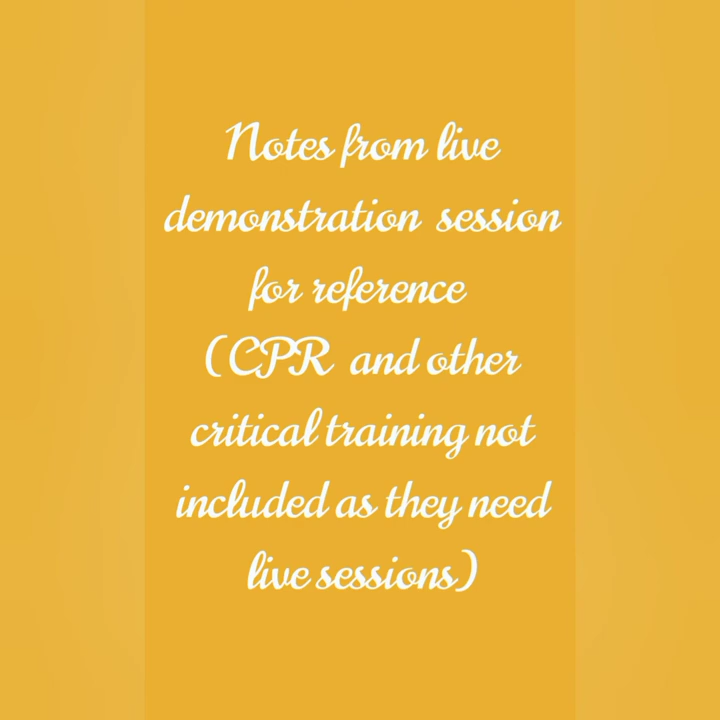 Notes from live
demonstration session
for reference
(CPR and other
critical training not
included as they need
live sessions)